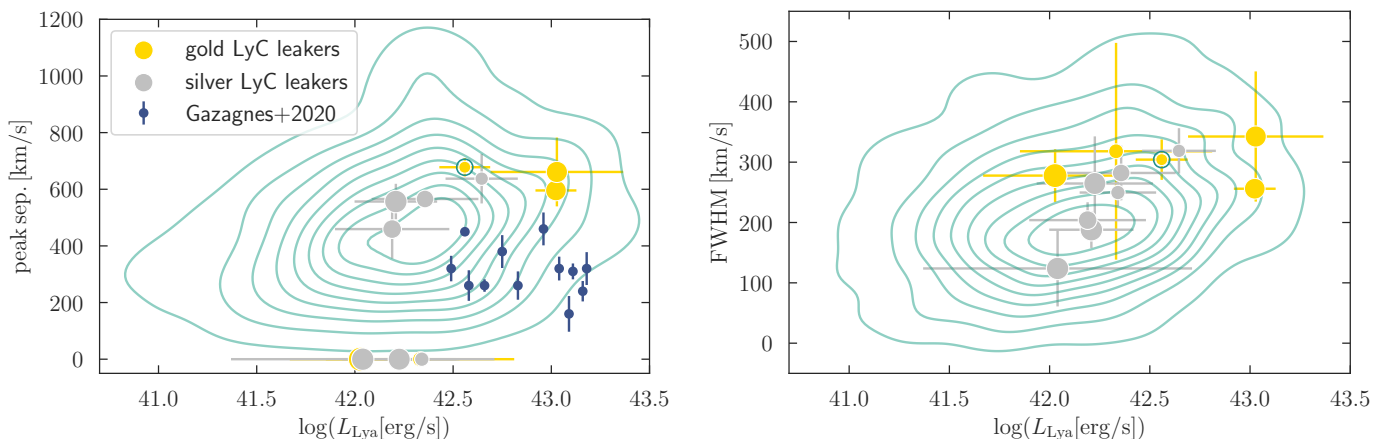 1200
1000
800
600
400
200
0
peak sep. [km/s]
gold LyC leakers
silver LyC leakers
Gazagnes+2020
41.0 41.5 42.0 42.5 43.0 43.5
log(L_Lya[erg/s])
500
400
300
200
100
0
FWHM [km/s]
41.0 41.5 42.0 42.5 43.0 43.5
log(L_Lya[erg/s])